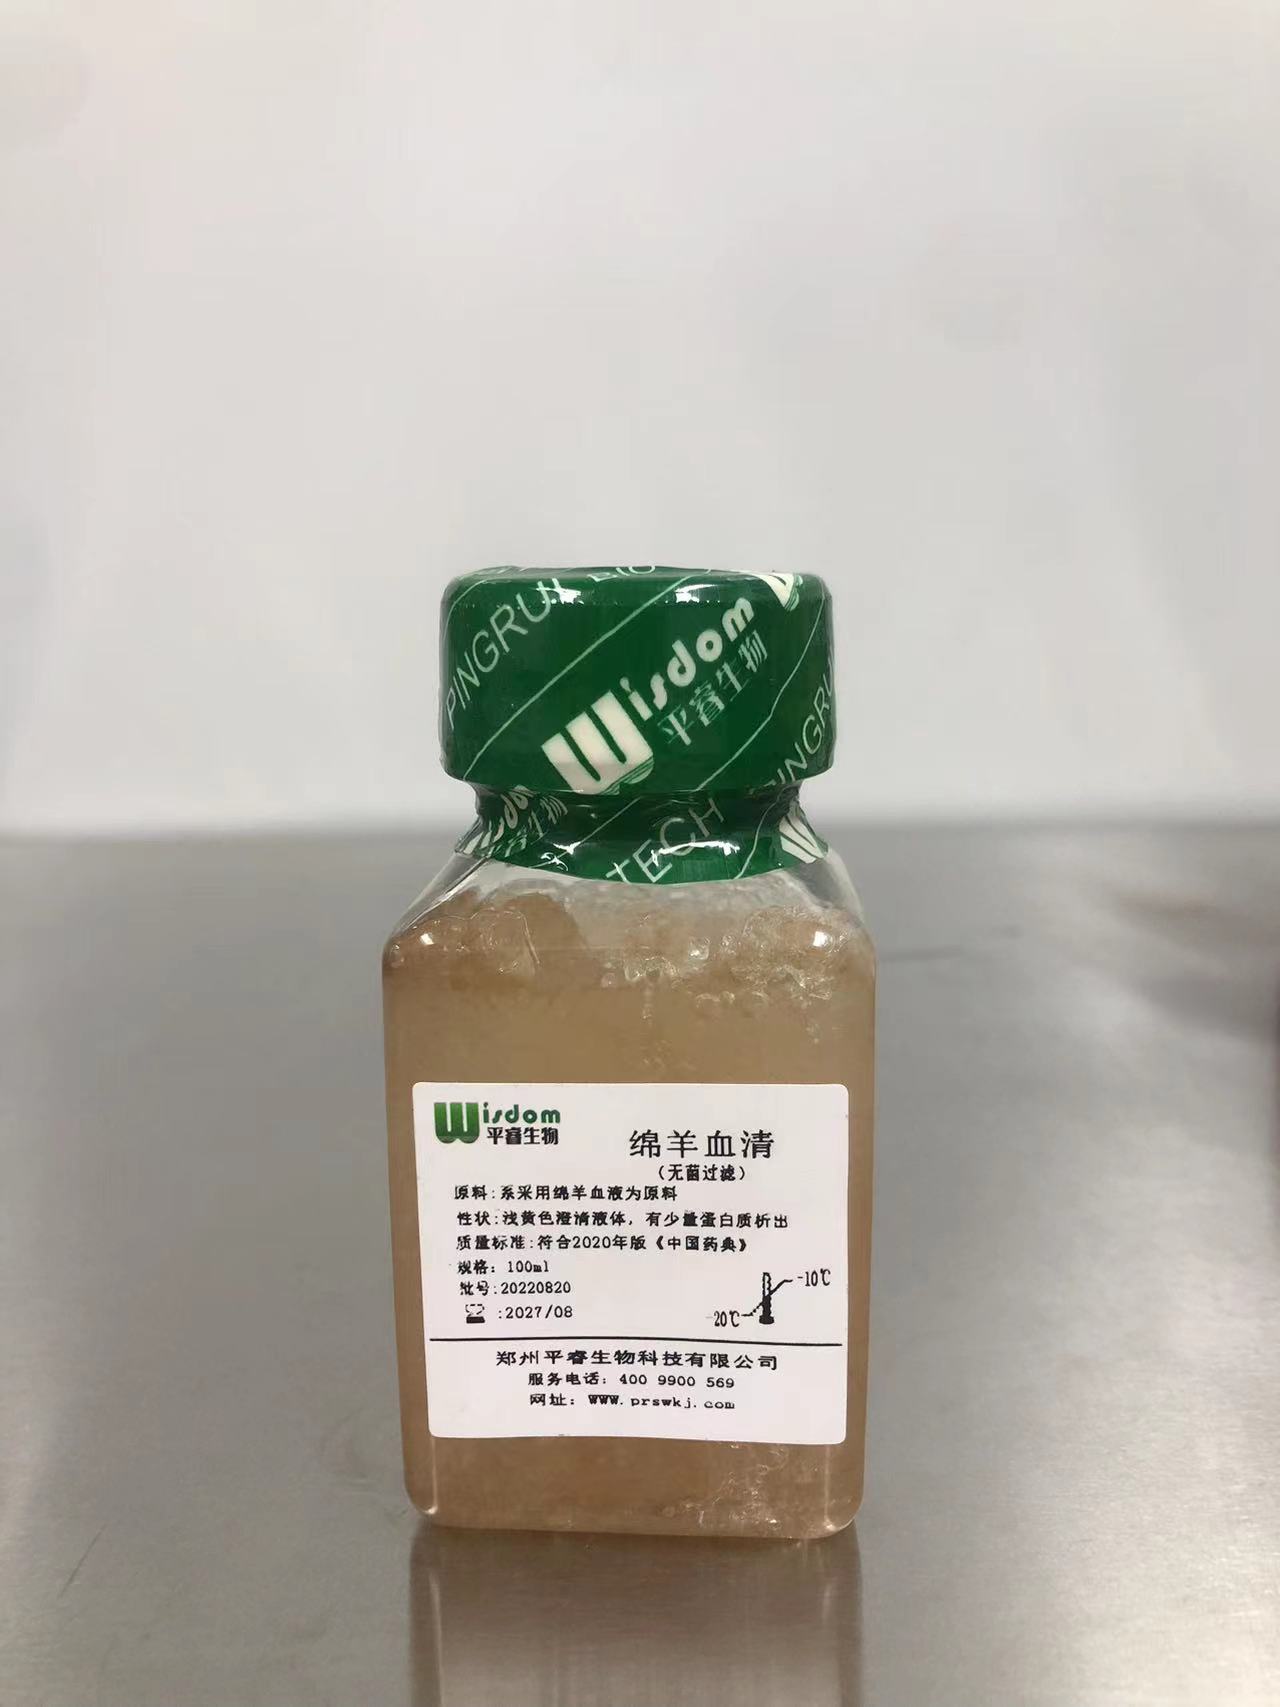 PINGRUI BIO
Wisdom
平睿生物
PINGRUI
TECH
Wisdom
平睿生物
绵羊血清
（无菌过滤）
原料:系采用绵羊血液为原料
性状:浅黄色澄清液体，有少量蛋白质析出
质量标准:符合2020年版《中国药典》
规格: 100ml
批号:20220820
:2027/08
-10℃
-20℃
郑州平睿生物科技有限公司
服务电话: 400 9900 569
网址: WWW.prswkj.com